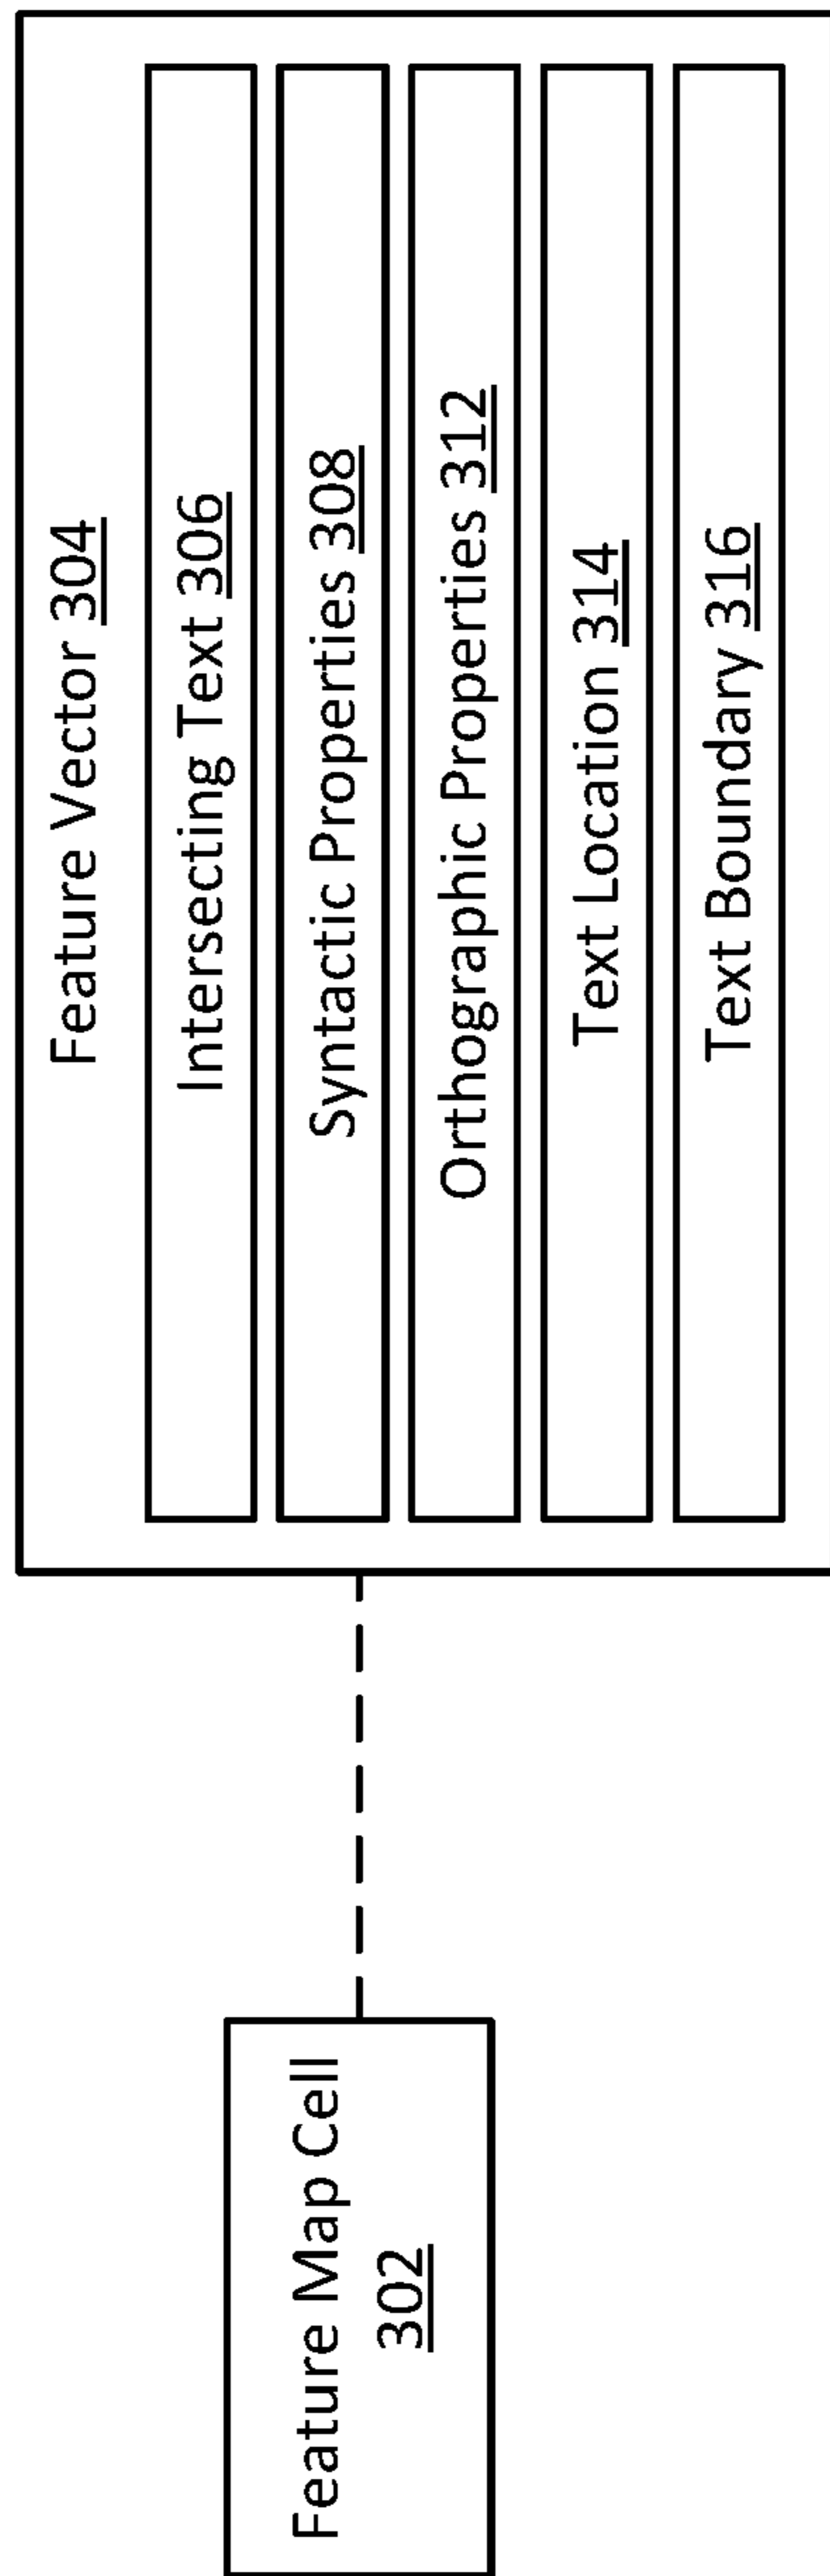 Feature Map Cell
302
Feature Vector 304
Intersecting Text 306
Syntactic Properties 308
Orthographic Properties 312
Text Location 314
Text Boundary 316